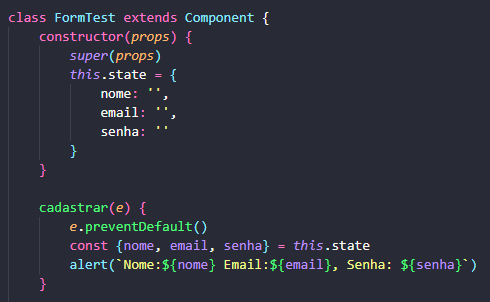 class FormTest extends Component {
    constructor(props) {
        super(props)
        this.state = {
            nome: '',
            email: '',
            senha: ''
        }
    }

    cadastrar(e) {
        e.preventDefault()
        const {nome, email, senha} = this.state
        alert(`Nome:${nome} Email:${email}, Senha: ${senha}`)
    }